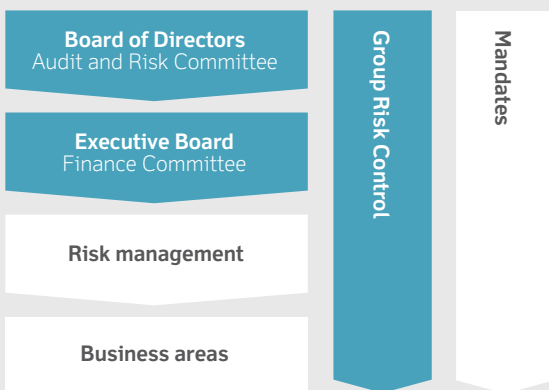 Board of Directors
Audit and Risk Committee
Executive Board
Finance Committee
Risk management
Business areas
Group Risk Control
Mandates